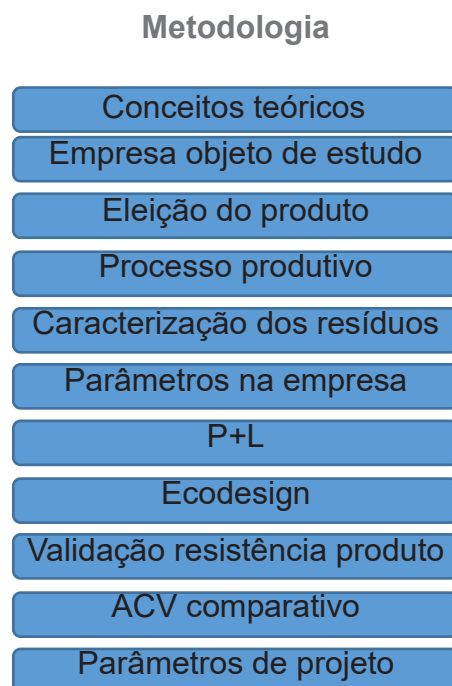 Metodologia
Conceitos teóricos
Empresa objeto de estudo
Eleição do produto
Processo produtivo
Caracterização dos resíduos
Parâmetros na empresa
P+L
Ecodesign
Validação resistência produto
ACV comparativo
Parâmetros de projeto